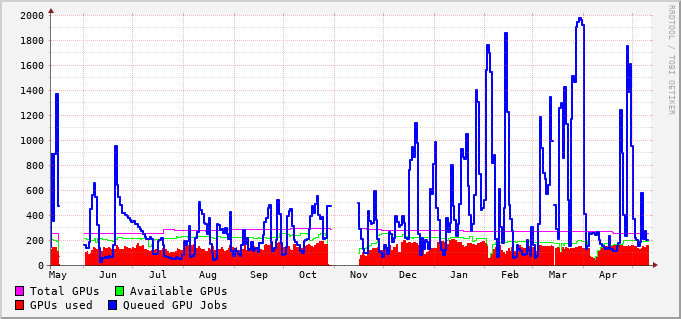 2000
1800
1600
1400
1200
1000
800
600
400
200
0
May Jun Jul Aug Sep Oct Nov Dec Jan Feb Mar Apr
Total GPUs Available GPUs
GPUs used Queued GPU Jobs
RRDTOOL / TOBI OETIKER